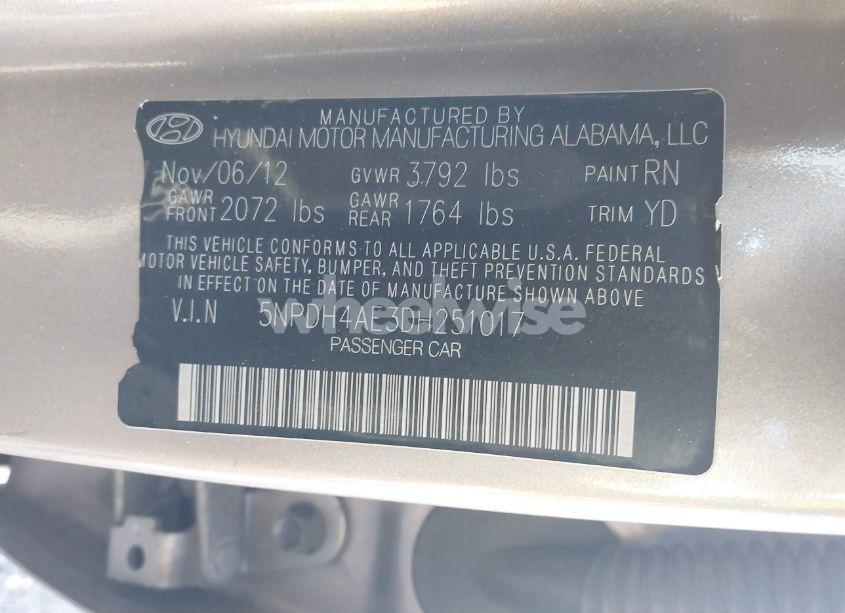 MANUFACTURED BY
HYUNDAI MOTOR MANUFACTURING ALABAMA, LLC
Nov/06/12 GVWR 3792 lbs PAINT RN
GAWR FRONT 2072 lbs GAWR REAR 1764 lbs TRIM YD
THIS VEHICLE CONFORMS TO ALL APPLICABLE U.S.A. FEDERAL
MOTOR VEHICLE SAFETY, BUMPER, AND THEFT PREVENTION STANDARDS
IN EFFECT ON THE DATE OF MANUFACTURE SHOWN ABOVE
V.I.N 5NPDH4AE3DH251017
wheelwise
PASSENGER CAR